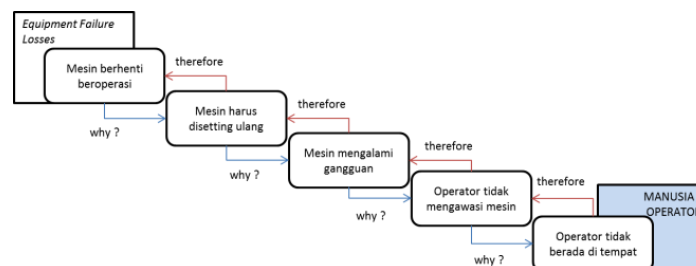 Equipment Failure
Losses
Mesin berhenti
beroperasi
therefore
why ?
Mesin harus
disetting ulang
therefore
why ?
Mesin mengalami
gangguan
therefore
why ?
Operator tidak
mengawasi mesin
therefore
why ?
MANUSIA
OPERATOR
Operator tidak
berada di tempat